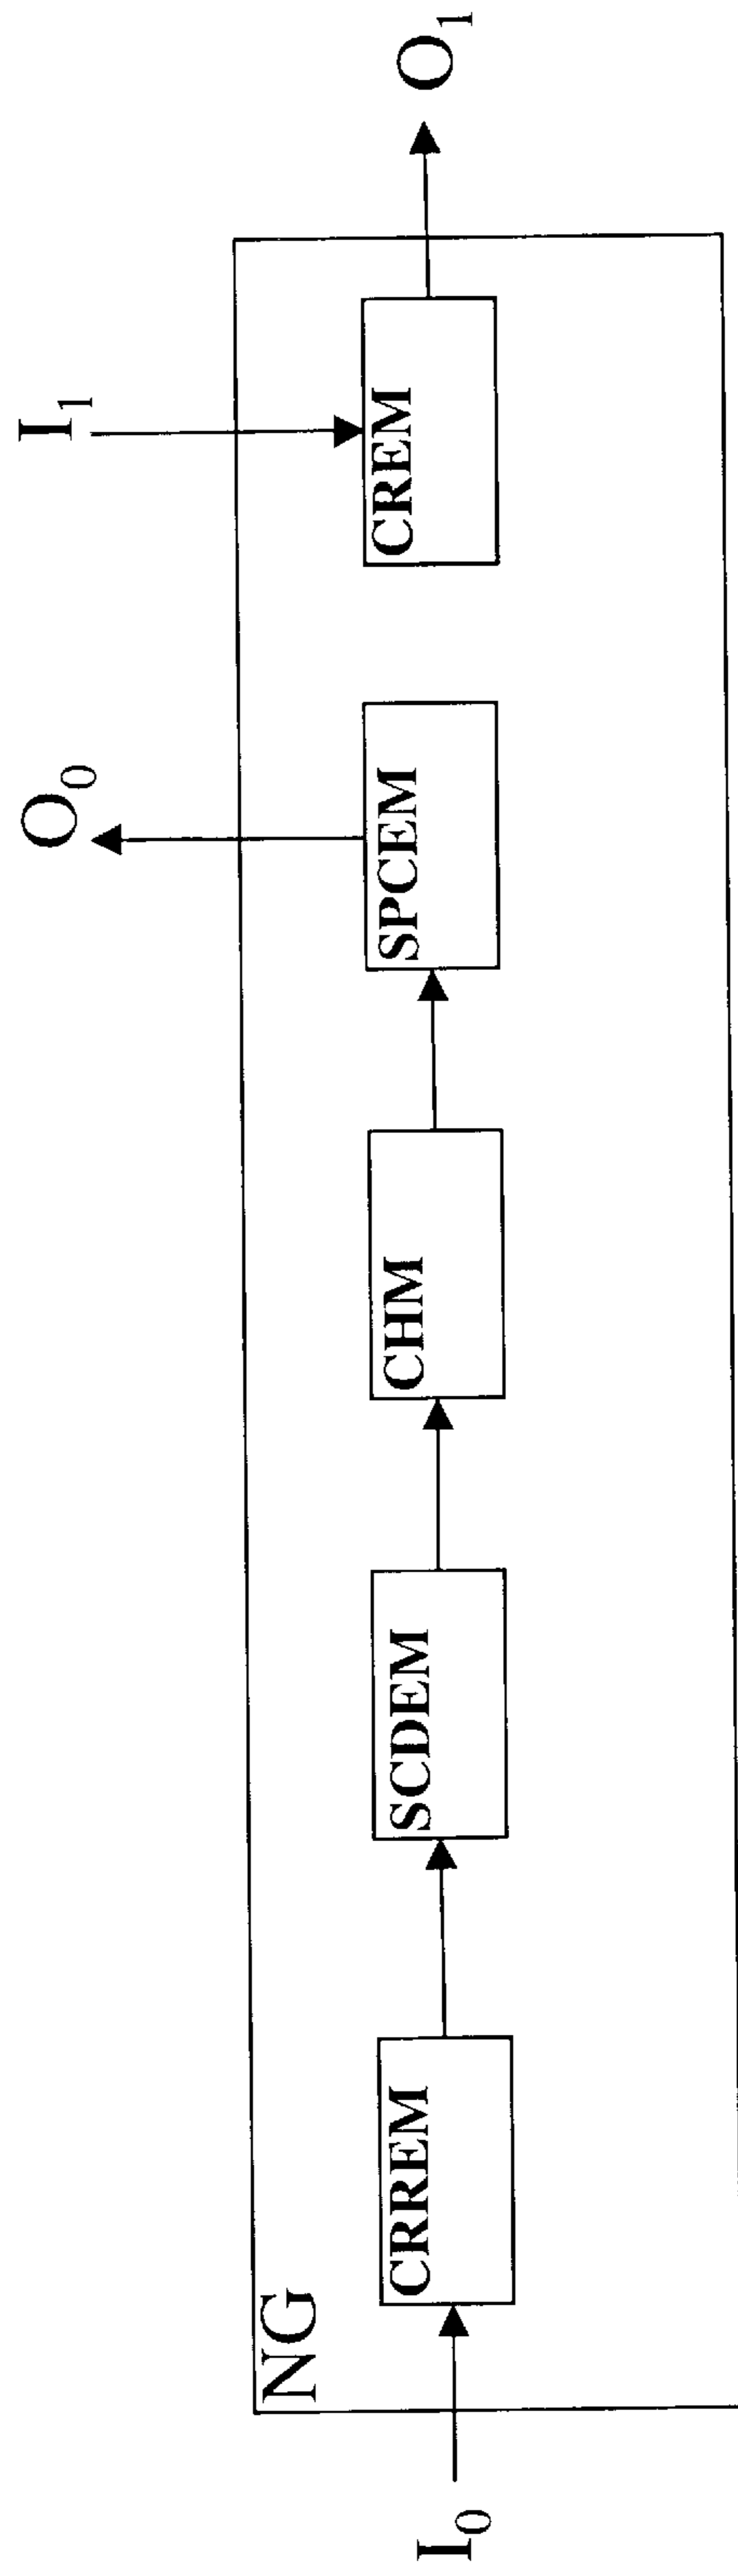 NG
I₀
CRREM
SCDEM
CHM
SPCEM
O₀
I₁
CREM
O₁